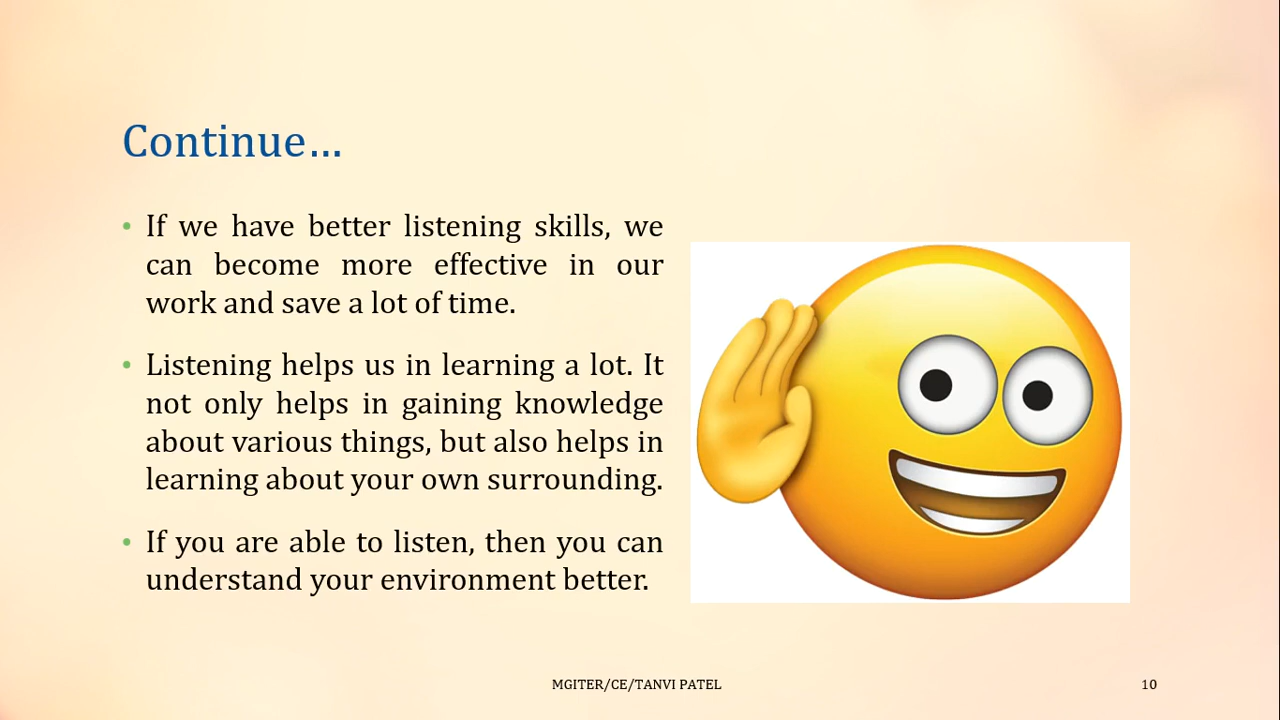 Continue...
• If we have better listening skills, we
can become more effective in our
work and save a lot of time.
• Listening helps us in learning a lot. It
not only helps in gaining knowledge
about various things, but also helps in
learning about your own surrounding.
• If you are able to listen, then you can
understand your environment better.
MGITER/CE/TANVI PATEL
10